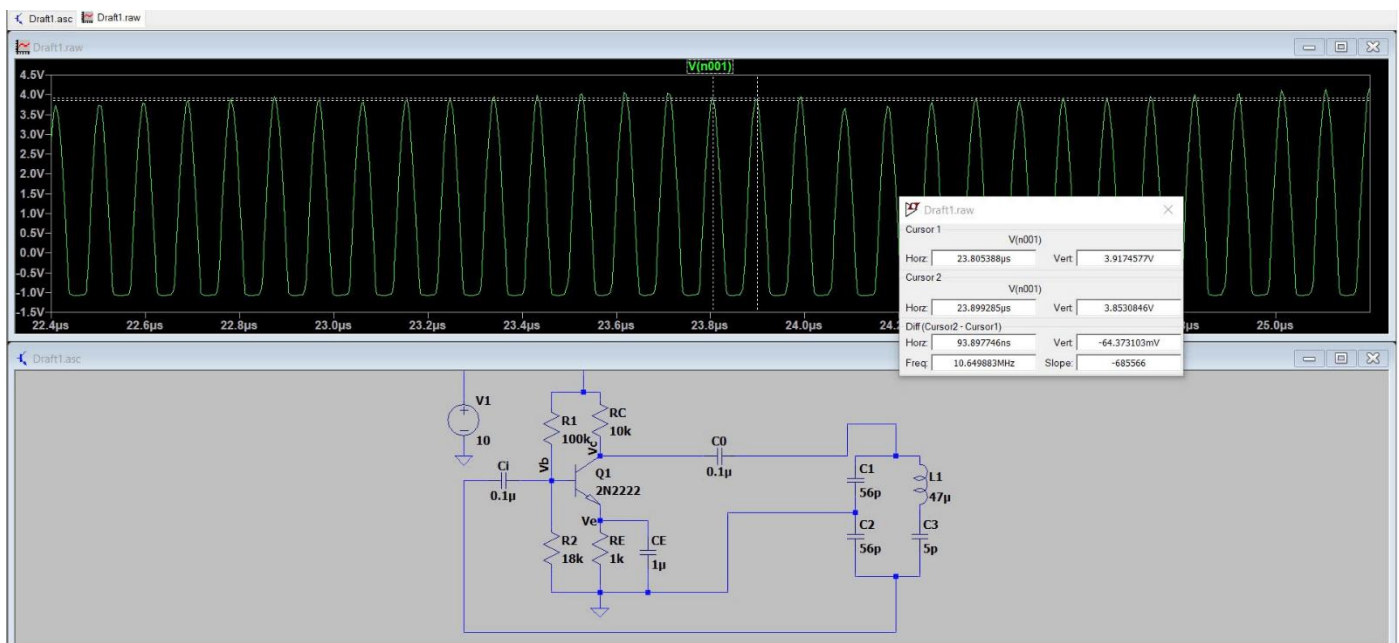 Draft1.asc Draft1.raw
Draft1.raw
V(n001)
4.5V
4.0V
3.5V
3.0V
2.5V
2.0V
1.5V
1.0V
0.5V
0.0V
-0.5V
-1.0V
-1.5V
22.4µs 22.6µs 22.8µs 23.0µs 23.2µs 23.4µs 23.6µs 23.8µs 24.0µs 25.0µs
Draft1.raw
Cursor 1
V(n001)
Horz: 23.805388µs Vert: 3.9174577V
Cursor 2
V(n001)
Horz: 23.899285µs Vert: 3.8530846V
Diff (Cursor2 - Cursor1)
Horz: 93.897746ns Vert: -64.373103mV
Freq: 10.649883MHz Slope: -685566
Draft1.asc
V1
10
R1
100k
RC
10k
Vc
Vb
Ci
0.1µ
Q1
2N2222
Ve
R2
18k
RE
1k
CE
1µ
C0
0.1µ
C1
56p
L1
47µ
C2
56p
C3
5p